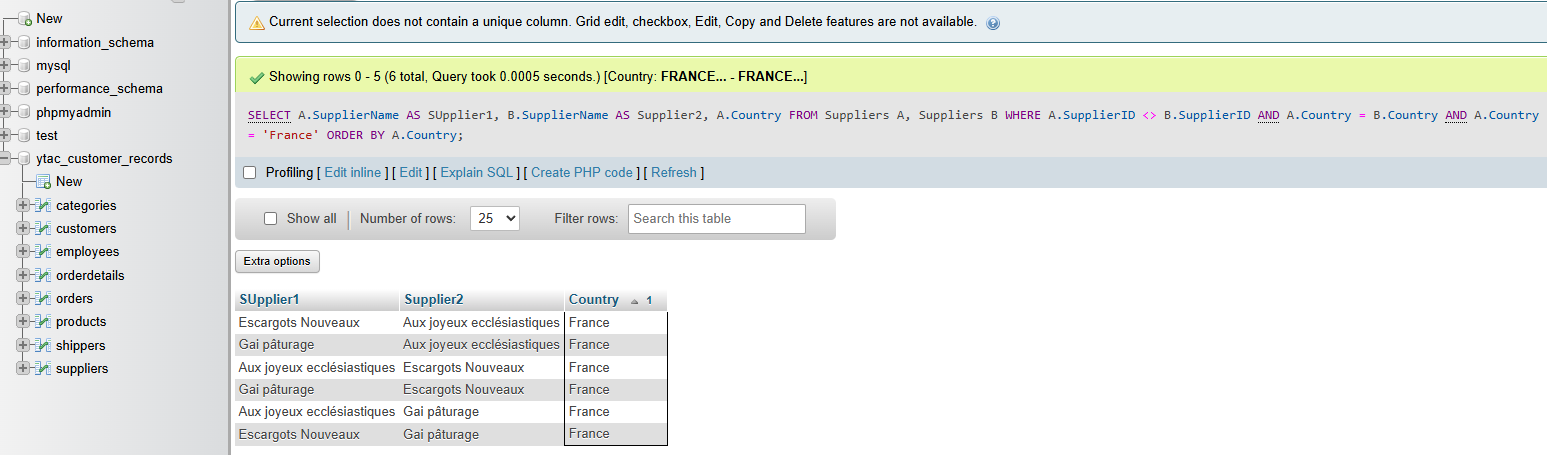 New
information_schema
mysql
performance_schema
phpmyadmin
test
ytac_customer_records
New
categories
customers
employees
orderdetails
orders
products
shippers
suppliers
Current selection does not contain a unique column. Grid edit, checkbox, Edit, Copy and Delete features are not available.
Showing rows 0 - 5 (6 total, Query took 0.0005 seconds.) [Country: FRANCE... - FRANCE...]
SELECT A.SupplierName AS SUpplier1, B.SupplierName AS Supplier2, A.Country FROM Suppliers A, Suppliers B WHERE A.SupplierID <> B.SupplierID AND A.Country = B.Country AND A.Country
= 'France' ORDER BY A.Country;
Profiling [ Edit inline ] [ Edit ] [ Explain SQL ] [ Create PHP code ] [ Refresh ]
Show all Number of rows: 25 Filter rows: Search this table
Extra options
SUpplier1 Supplier2 Country 1
Escargots Nouveaux Aux joyeux ecclésiastiques France
Gai pâturage Aux joyeux ecclésiastiques France
Aux joyeux ecclésiastiques Escargots Nouveaux France
Gai pâturage Escargots Nouveaux France
Aux joyeux ecclésiastiques Gai pâturage France
Escargots Nouveaux Gai pâturage France